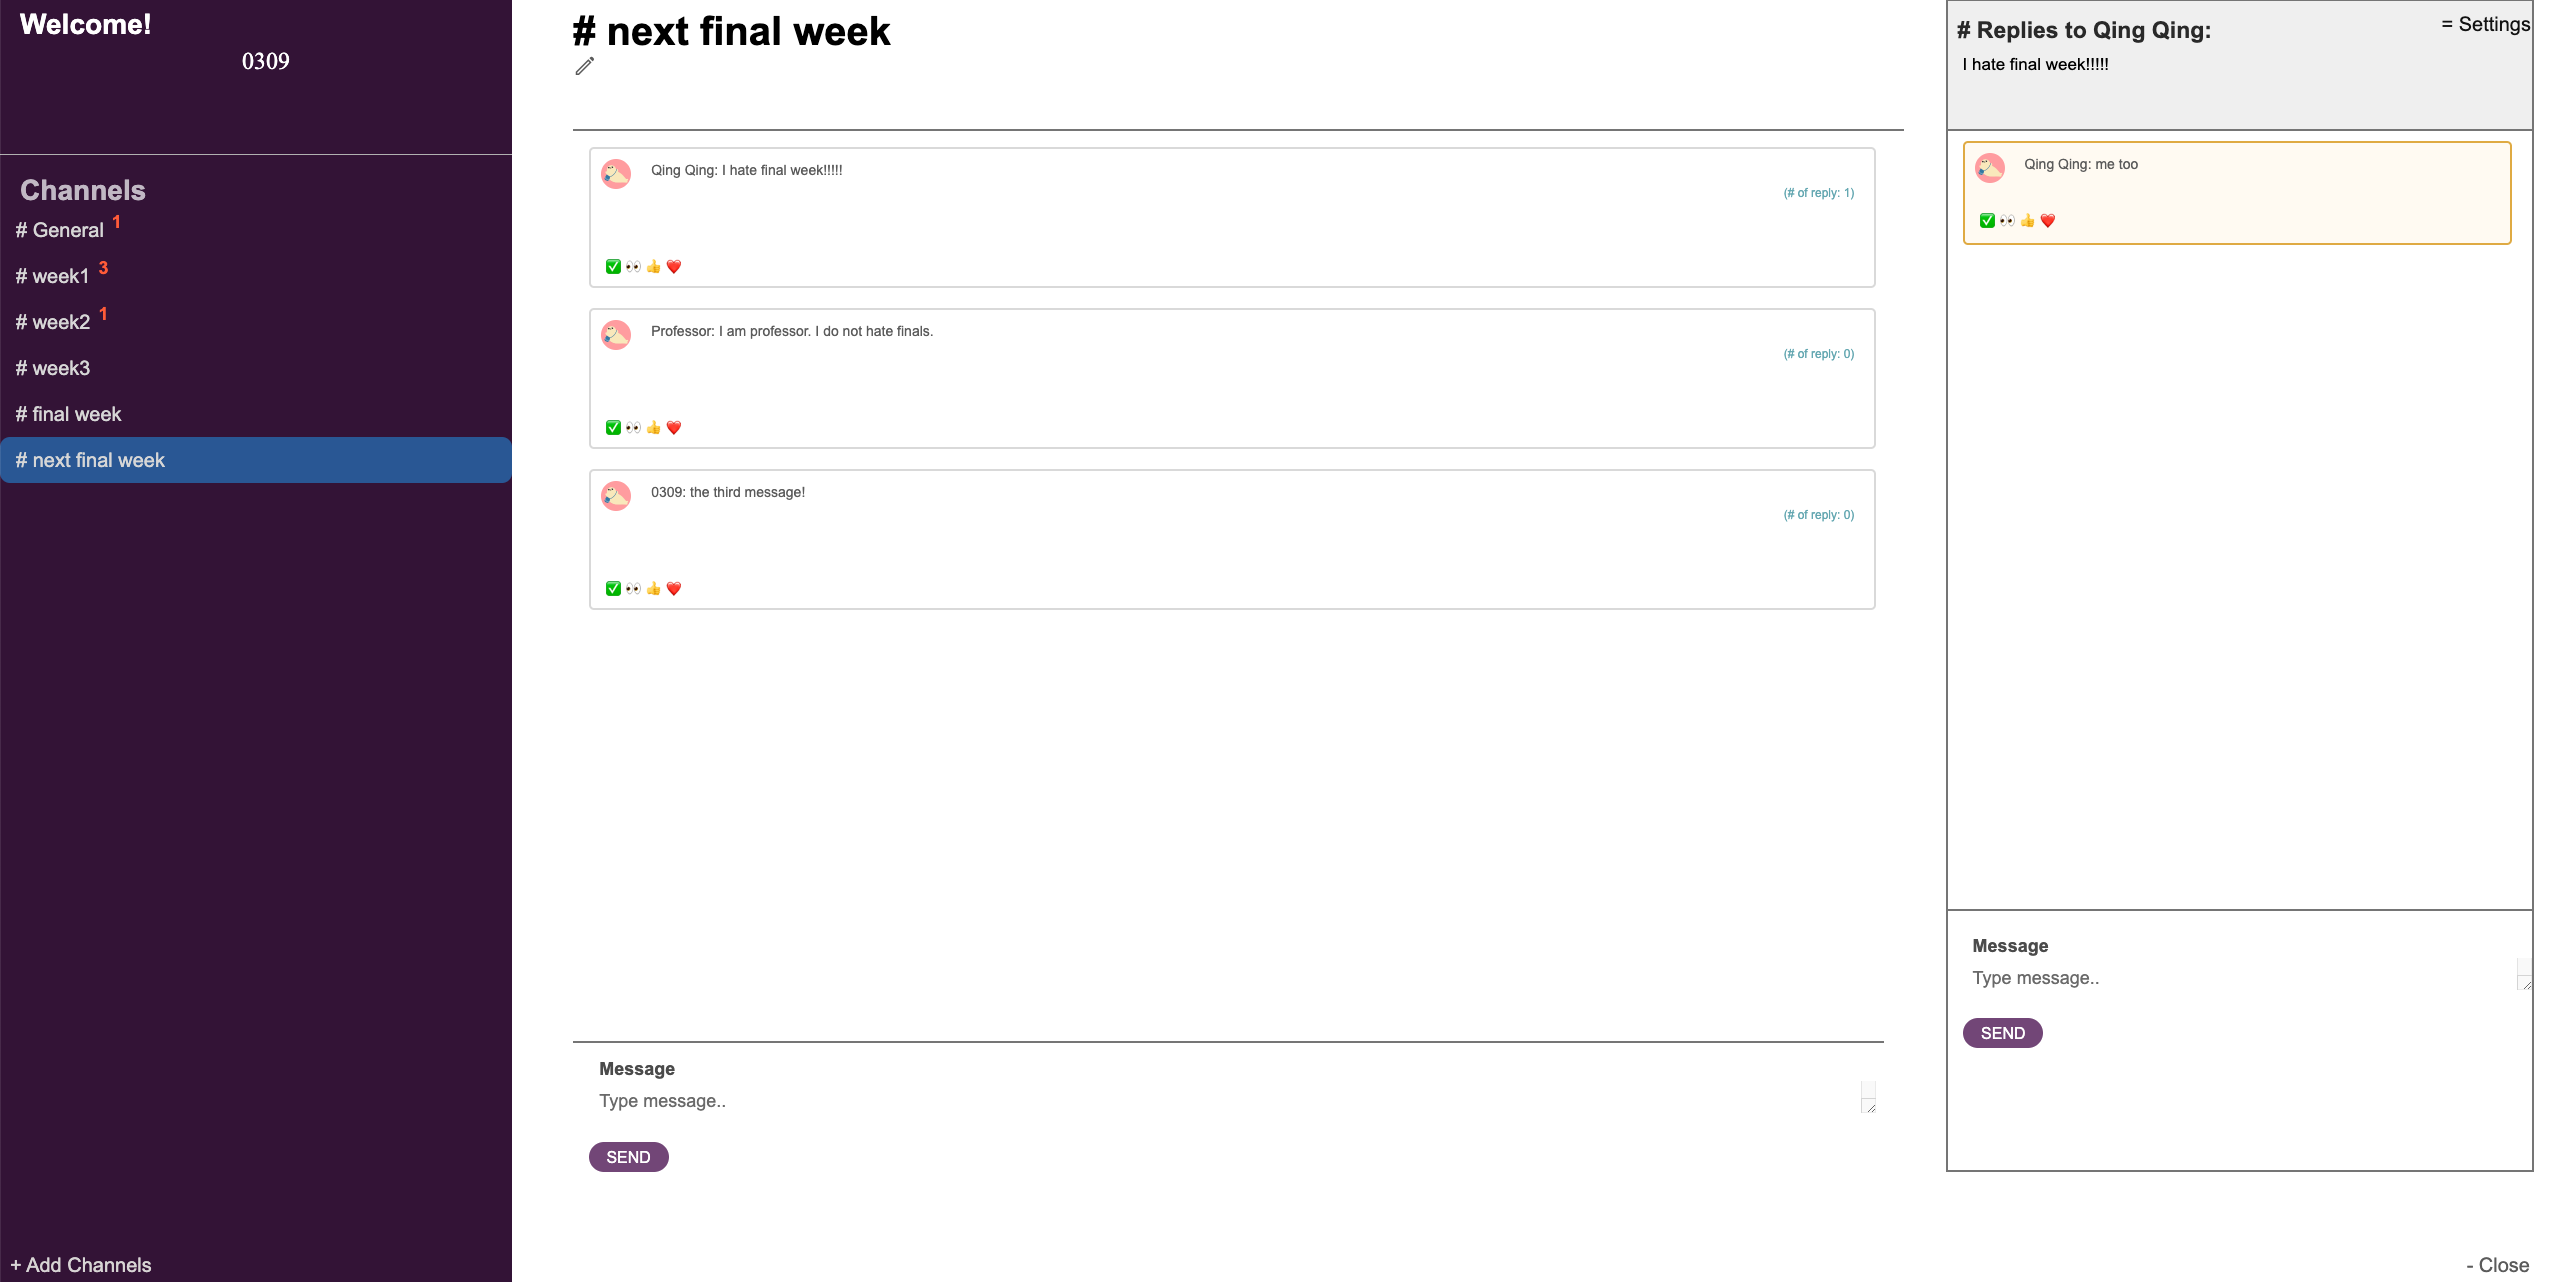 Welcome!
0309
Channels
# General 1
# week1 3
# week2 1
# week3
# final week
# next final week
+ Add Channels
# next final week
Qing Qing: I hate final week!!!!!
(# of reply: 1)
✅ 👀 👍 ❤️
Professor: I am professor. I do not hate finals.
(# of reply: 0)
✅ 👀 👍 ❤️
0309: the third message!
(# of reply: 0)
✅ 👀 👍 ❤️
Message
Type message..
SEND
# Replies to Qing Qing:
= Settings
I hate final week!!!!!
Qing Qing: me too
✅ 👀 👍 ❤️
Message
Type message..
SEND
- Close